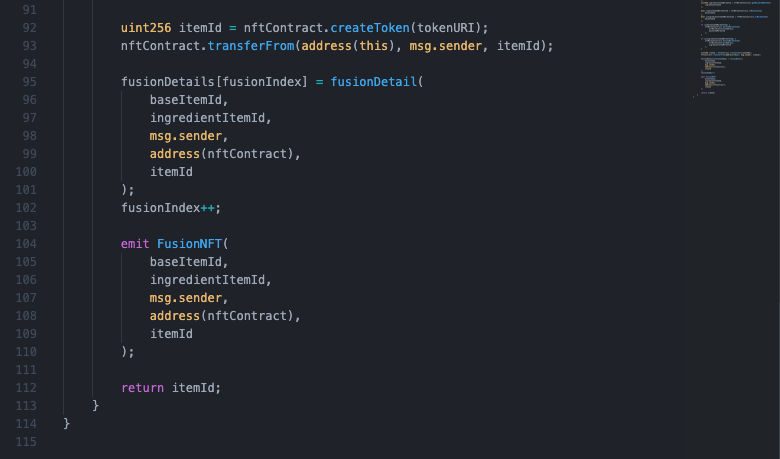 91
92 uint256 itemId = nftContract.createToken(tokenURI);
93 nftContract.transferFrom(address(this), msg.sender, itemId);
94
95 fusionDetails[fusionIndex] = fusionDetail(
96 baseItemId,
97 ingredientItemId,
98 msg.sender,
99 address(nftContract),
100 itemId
101 );
102 fusionIndex++;
103
104 emit FusionNFT(
105 baseItemId,
106 ingredientItemId,
107 msg.sender,
108 address(nftContract),
109 itemId
110 );
111
112 return itemId;
113 }
114 }
115